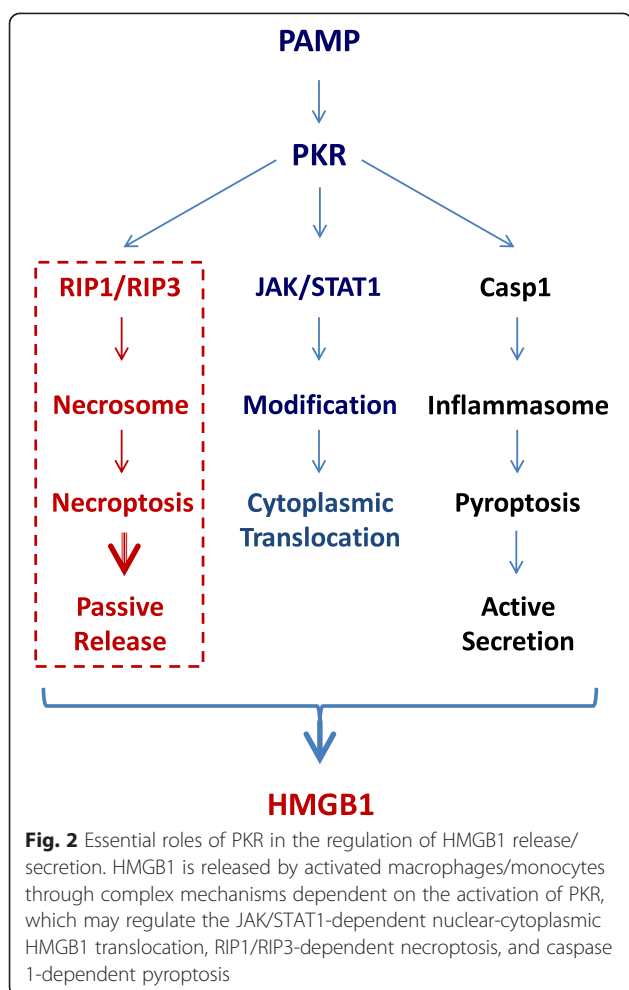 PAMP
PKR
RIP1/RIP3
JAK/STAT1
Casp1
Necrosome
Modification
Inflammasome
Necroptosis
Cytoplasmic
Translocation
Pyroptosis
Passive
Release
Active
Secretion
HMGB1
Fig. 2 Essential roles of PKR in the regulation of HMGB1 release/
secretion. HMGB1 is released by activated macrophages/monocytes
through complex mechanisms dependent on the activation of PKR,
which may regulate the JAK/STAT1-dependent nuclear-cytoplasmic
HMGB1 translocation, RIP1/RIP3-dependent necroptosis, and caspase
1-dependent pyroptosis